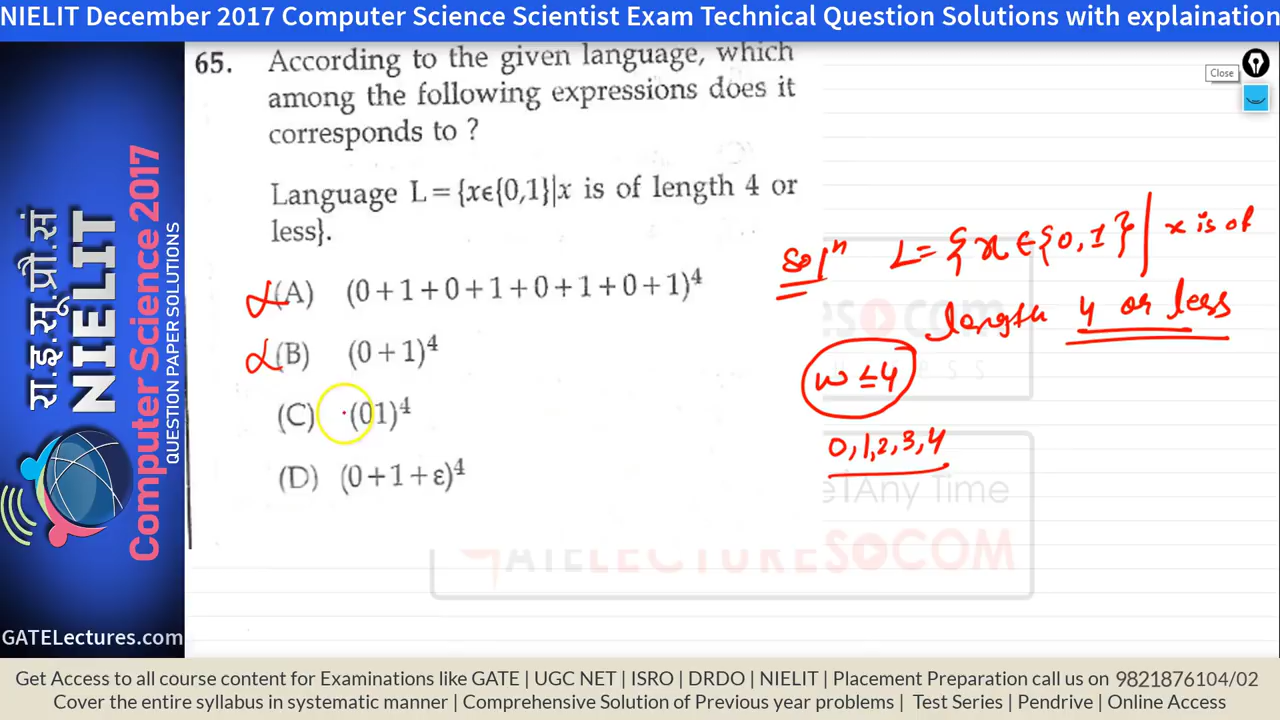 NIELIT December 2017 Computer Science Scientist Exam Technical Question Solutions with explaination
रा.इ.सू.प्रौ.सं
NIELIT
Computer Science 2017
QUESTION PAPER SOLUTIONS
GATELectures.com
Close
65. According to the given language, which
among the following expressions does it
corresponds to ?
Language L = {xϵ{0,1}|x is of length 4 or
less}.
(A) (0 + 1 + 0 + 1 + 0 + 1 + 0 + 1)⁴
(B) (0 + 1)⁴
(C) (01)⁴
(D) (0 + 1 + ε)⁴
Solⁿ L = {x ∈ {0,1} | x is of
length 4 or less
w ≤ 4
0, 1, 2, 3, 4
Any Time
Get Access to all course content for Examinations like GATE | UGC NET | ISRO | DRDO | NIELIT | Placement Preparation call us on 9821876104/02
Cover the entire syllabus in systematic manner | Comprehensive Solution of Previous year problems | Test Series | Pendrive | Online Access